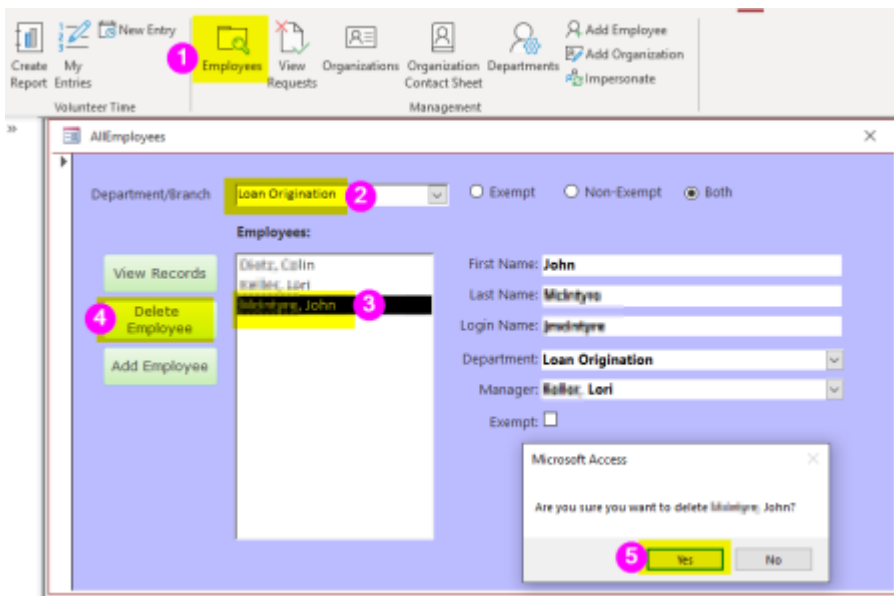 New Entry
Create Report
My Entries
Volunteer Time
1
Employees
View Requests
Organizations
Organization Contact Sheet
Departments
Add Employee
Add Organization
Impersonate
Management
»
AllEmployees
Department/Branch
Loan Origination
2
Exempt
Non-Exempt
Both
Employees:
View Records
4
Delete
Employee
Add Employee
Colin
Lori
John
3
First Name: John
Last Name:
Login Name:
Department: Loan Origination
Manager: Lori
Exempt:
Microsoft Access
Are you sure you want to delete John?
5
Yes
No